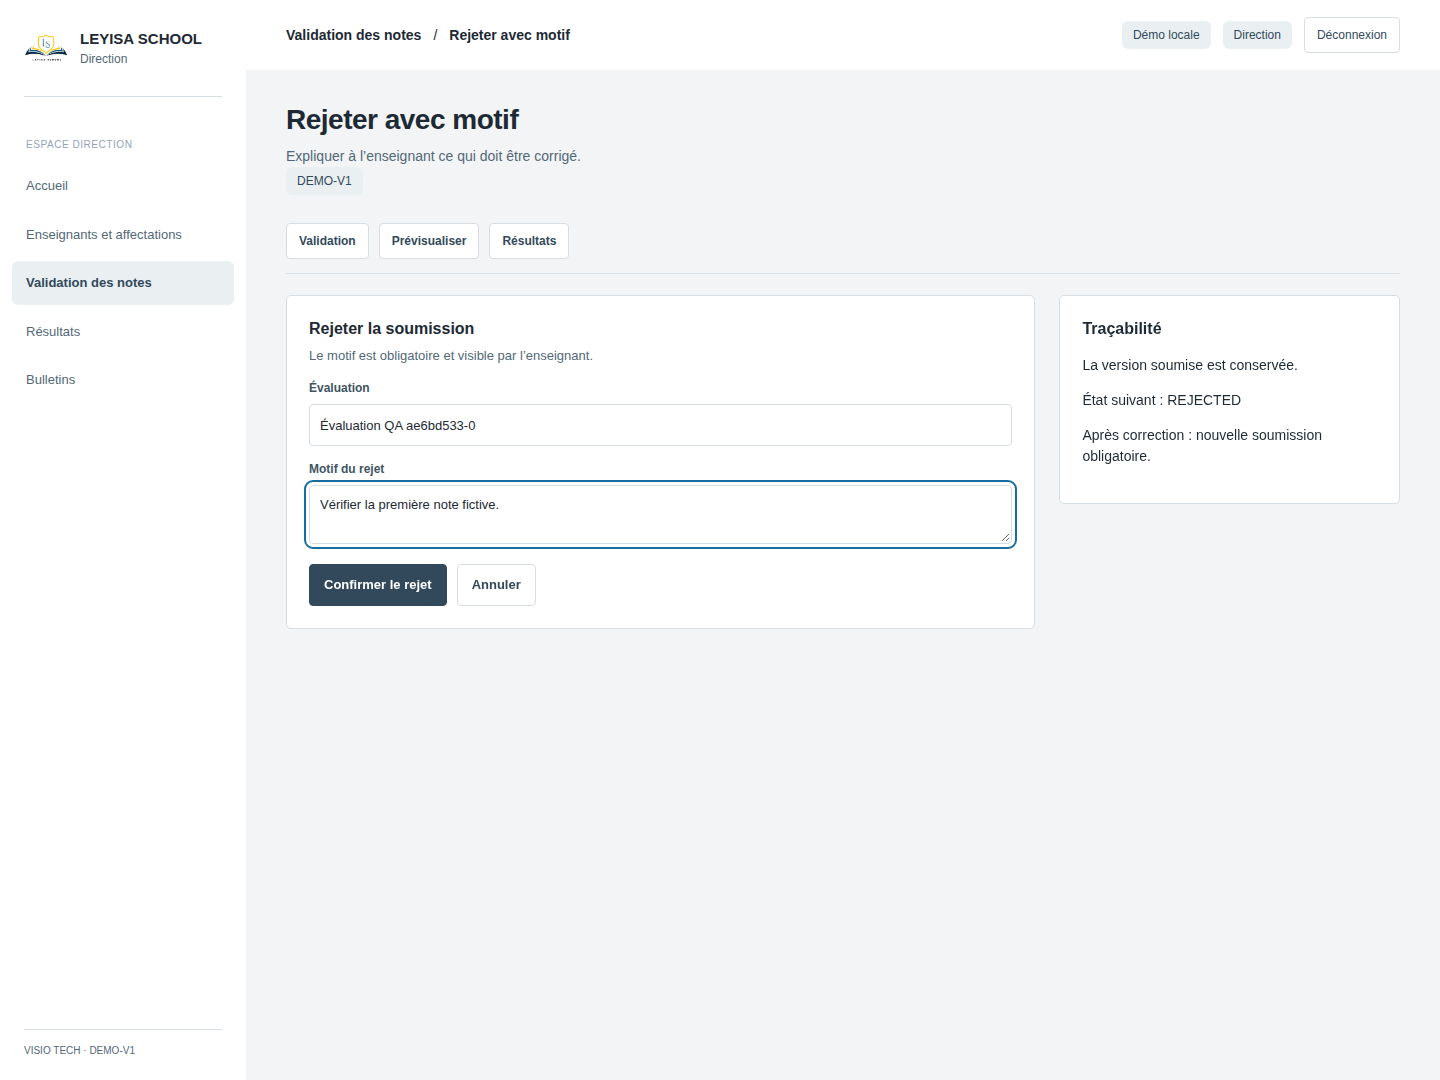 LEYISA SCHOOL
Direction
ESPACE DIRECTION
Accueil
Enseignants et affectations
Validation des notes
Résultats
Bulletins
VISIO TECH · DEMO-V1
Validation des notes / Rejeter avec motif
Démo locale
Direction
Déconnexion
Rejeter avec motif
Expliquer à l’enseignant ce qui doit être corrigé.
DEMO-V1
Validation
Prévisualiser
Résultats
Rejeter la soumission
Le motif est obligatoire et visible par l’enseignant.
Évaluation
Évaluation QA ae6bd533-0
Motif du rejet
Vérifier la première note fictive.
Confirmer le rejet
Annuler
Traçabilité
La version soumise est conservée.
État suivant : REJECTED
Après correction : nouvelle soumission
obligatoire.